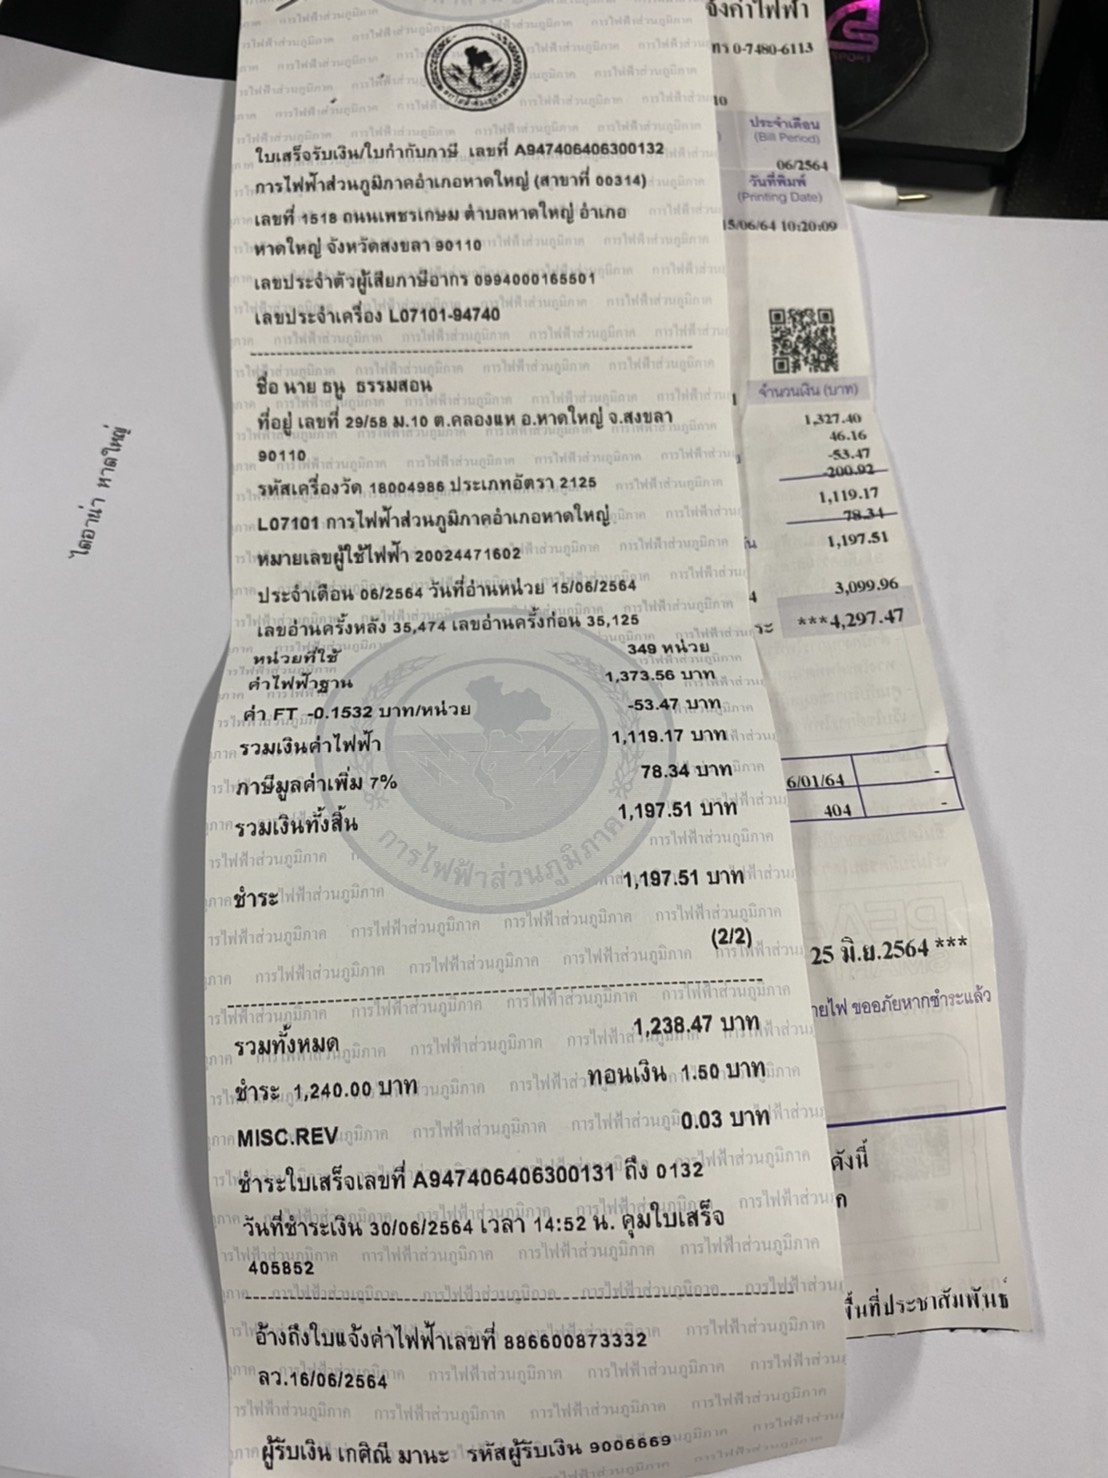 ใบเสร็จรับเงิน/ใบกำกับภาษี เลขที่ A947406406300132
การไฟฟ้าส่วนภูมิภาคอำเภอหาดใหญ่ (สาขาที่ 00314)
เลขที่ 1518 ถนนเพชรเกษม ตำบลหาดใหญ่ อำเภอ
หาดใหญ่ จังหวัดสงขลา 90110
เลขประจำตัวผู้เสียภาษีอากร 0994000165501
เลขประจำเครื่อง L07101-94740
ชื่อ นาย ธนู ธรรมสอน
ที่อยู่ เลขที่ 29/58 ม.10 ต.คลองแห อ.หาดใหญ่ จ.สงขลา
90110
รหัสเครื่องวัด 18004986 ประเภทอัตรา 2125
L07101 การไฟฟ้าส่วนภูมิภาคอำเภอหาดใหญ่
หมายเลขผู้ใช้ไฟฟ้า 20024471602
ประจำเดือน 06/2564 วันที่อ่านหน่วย 15/06/2564
เลขอ่านครั้งหลัง 35,474 เลขอ่านครั้งก่อน 35,125
หน่วยที่ใช้ 349 หน่วย
ค่าไฟฟ้าฐาน 1,373.56 บาท
ค่า FT -0.1532 บาท/หน่วย -53.47 บาท
รวมเงินค่าไฟฟ้า 1,119.17 บาท
ภาษีมูลค่าเพิ่ม 7% 78.34 บาท
รวมเงินทั้งสิ้น 1,197.51 บาท
ชำระ 1,197.51 บาท
(2/2)
การไฟฟ้าส่วนภูมิภาค
รวมทั้งหมด 1,238.47 บาท
ชำระ 1,240.00 บาท ทอนเงิน 1.50 บาท
MISC.REV 0.03 บาท
ชำระใบเสร็จเลขที่ A947406406300131 ถึง 0132
วันที่ชำระเงิน 30/06/2564 เวลา 14:52 น. คุมใบเสร็จ
405852
อ้างถึงใบแจ้งค่าไฟฟ้าเลขที่ 886600873332
ลว.16/06/2564
ผู้รับเงิน เกศิณี มานะ รหัสผู้รับเงิน 9006669
จ้งค่าไฟฟ้า
โทร 0-7480-6113
10
ประจำเดือน
(Bill Period)
06/2564
วันที่พิมพ์
(Printing Date)
15/06/64 10:20:09
จำนวนเงิน (บาท)
1,327.40
46.16
-53.47
-200.92
1,119.17
78.34
1,197.51
3,099.96
***4,297.47
6/01/64 -
404 -
25 มิ.ย.2564 ***
ายไฟ ขออภัยหากชำระแล้ว
ดังนี้
ก
พื้นที่ประชาสัมพันธ์
ไดอาน่า หาดใหญ่